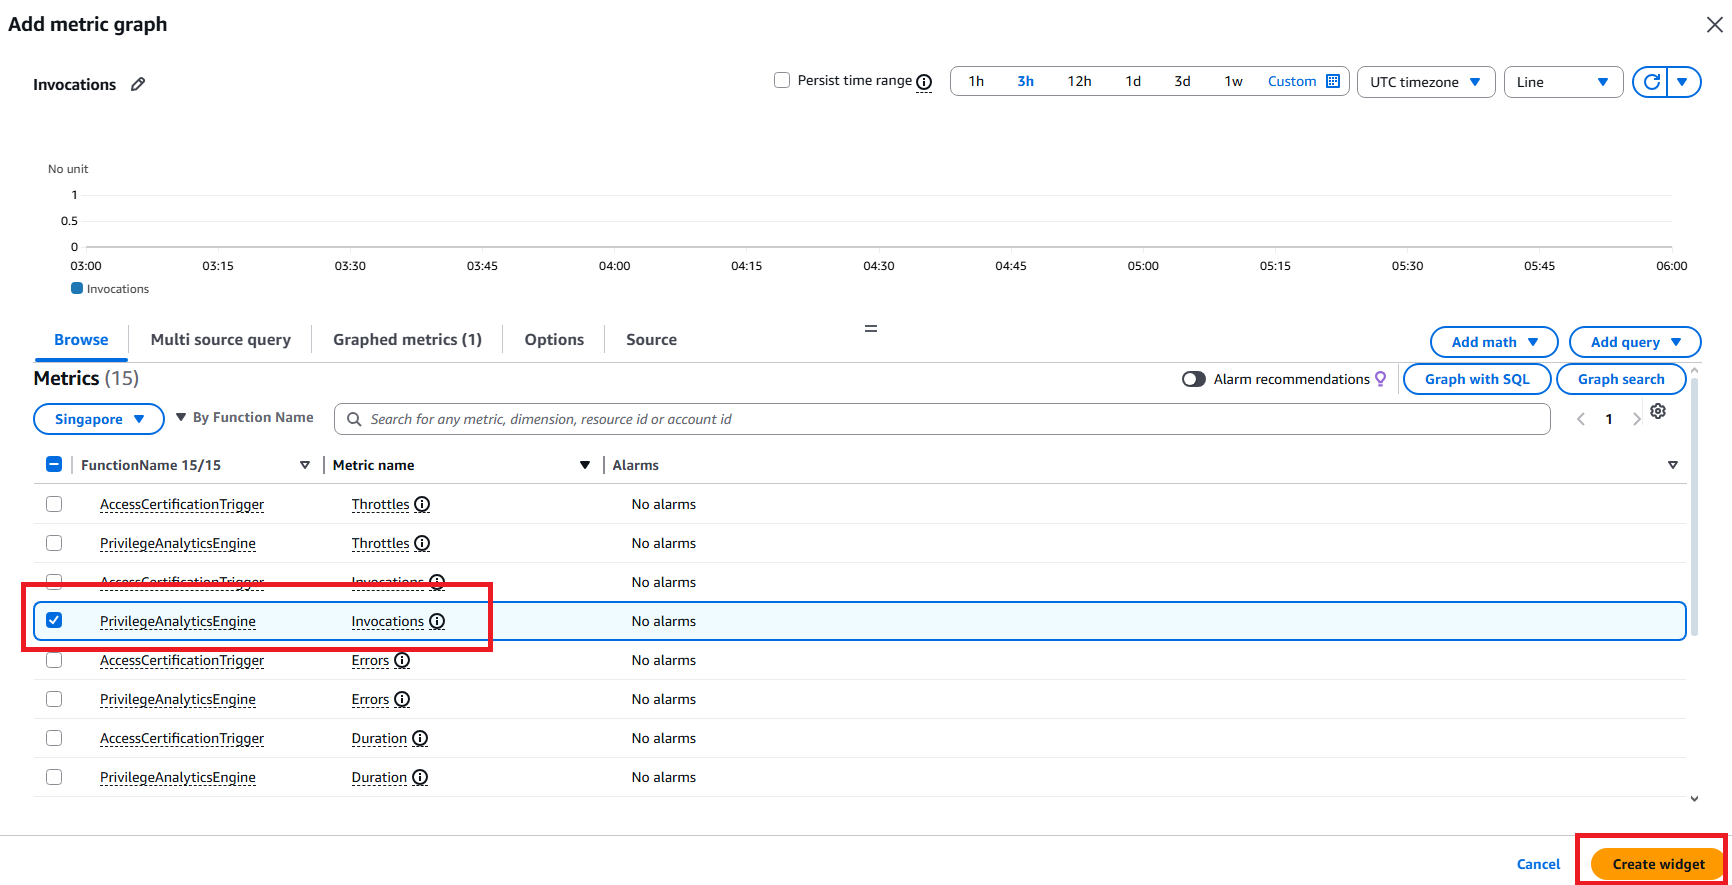 Add metric graph
Invocations
Persist time range
1h 3h 12h 1d 3d 1w Custom
UTC timezone
Line
No unit
1
0.5
0
03:00 03:15 03:30 03:45 04:00 04:15 04:30 04:45 05:00 05:15 05:30 05:45 06:00
Invocations
Browse Multi source query Graphed metrics (1) Options Source
Add math Add query
Metrics (15)
Alarm recommendations Graph with SQL Graph search
Singapore By Function Name Search for any metric, dimension, resource id or account id 1
FunctionName 15/15 Metric name Alarms
AccessCertificationTrigger Throttles No alarms
PrivilegeAnalyticsEngine Throttles No alarms
AccessCertificationTrigger Invocations No alarms
PrivilegeAnalyticsEngine Invocations No alarms
AccessCertificationTrigger Errors No alarms
PrivilegeAnalyticsEngine Errors No alarms
AccessCertificationTrigger Duration No alarms
PrivilegeAnalyticsEngine Duration No alarms
Cancel Create widget